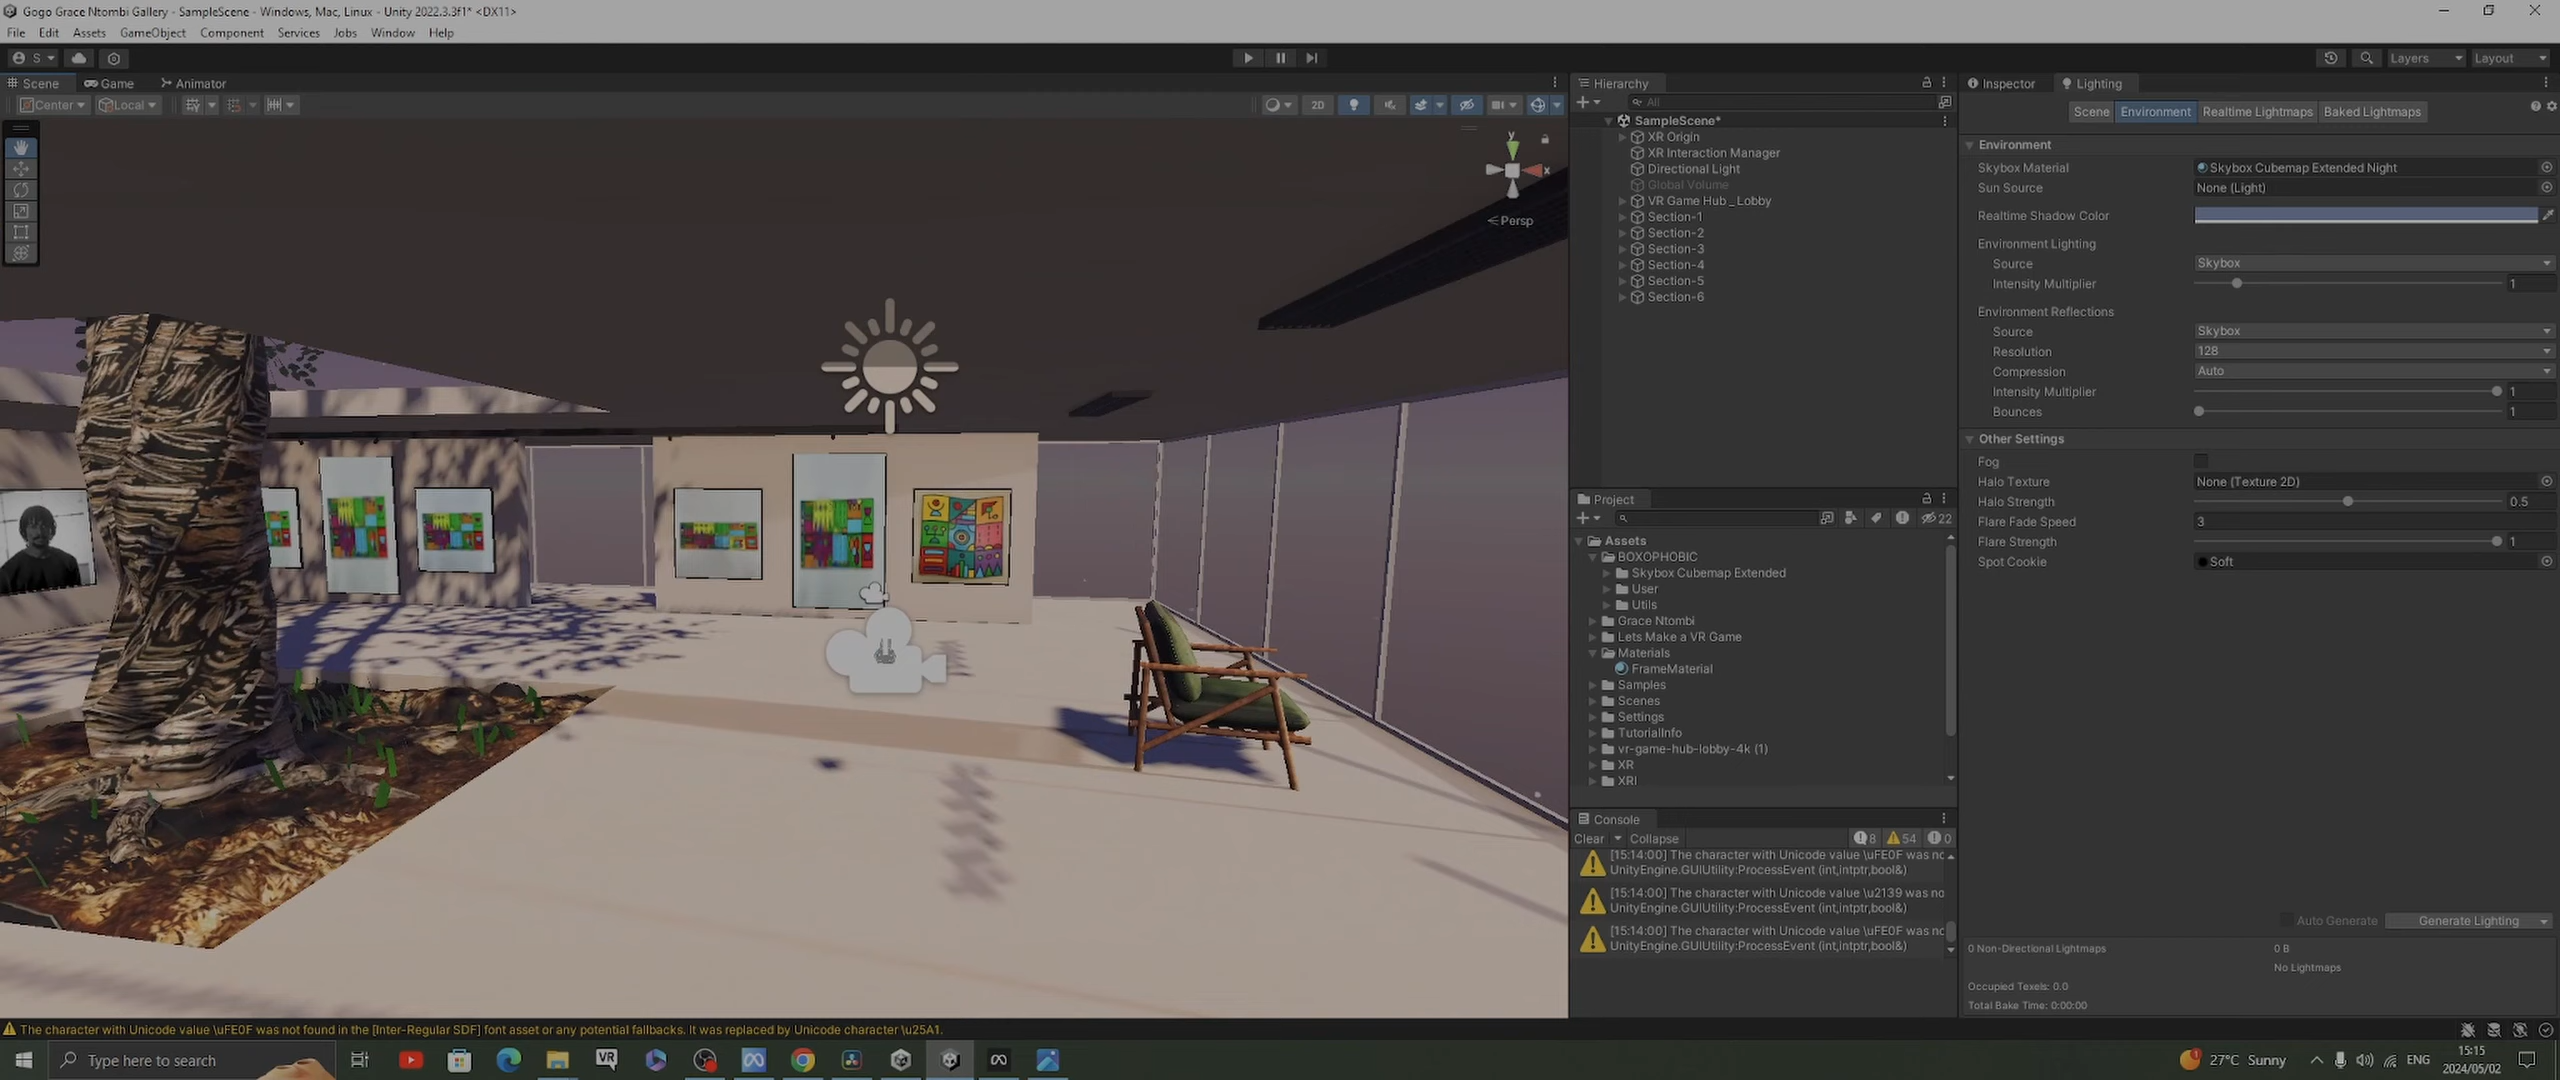 Gogo Grace Ntombi Gallery - SampleScene - Windows, Mac, Linux - Unity 2022.3.3f1* <DX11>
File Edit Assets GameObject Component Services Jobs Window Help
S
Layers Layout
Scene Game Animator
Center Local 2D
y
x
Persp
Hierarchy
All
SampleScene*
XR Origin
XR Interaction Manager
Directional Light
Global Volume
VR Game Hub _ Lobby
Section-1
Section-2
Section-3
Section-4
Section-5
Section-6
Project
22
Assets
BOXOPHOBIC
Skybox Cubemap Extended
User
Utils
Grace Ntombi
Lets Make a VR Game
Materials
FrameMaterial
Samples
Scenes
Settings
TutorialInfo
vr-game-hub-lobby-4k (1)
XR
XRI
Console
Clear Collapse 8 54 0
[15:14:00] The character with Unicode value \uFE0F was no
UnityEngine.GUIUtility:ProcessEvent (int,intptr,bool&)
[15:14:00] The character with Unicode value \u2139 was no
UnityEngine.GUIUtility:ProcessEvent (int,intptr,bool&)
[15:14:00] The character with Unicode value \uFE0F was no
UnityEngine.GUIUtility:ProcessEvent (int,intptr,bool&)
Inspector Lighting
Scene Environment Realtime Lightmaps Baked Lightmaps
Environment
Skybox Material Skybox Cubemap Extended Night
Sun Source None (Light)
Realtime Shadow Color
Environment Lighting
Source Skybox
Intensity Multiplier 1
Environment Reflections
Source Skybox
Resolution 128
Compression Auto
Intensity Multiplier 1
Bounces 1
Other Settings
Fog
Halo Texture None (Texture 2D)
Halo Strength 0.5
Flare Fade Speed 3
Flare Strength 1
Spot Cookie Soft
Auto Generate Generate Lighting
0 Non-Directional Lightmaps 0 B
No Lightmaps
Occupied Texels: 0.0
Total Bake Time: 0:00:00
The character with Unicode value \uFE0F was not found in the [Inter-Regular SDF] font asset or any potential fallbacks. It was replaced by Unicode character \u25A1.
Type here to search
VR
27°C Sunny
ENG
15:15
2024/05/02